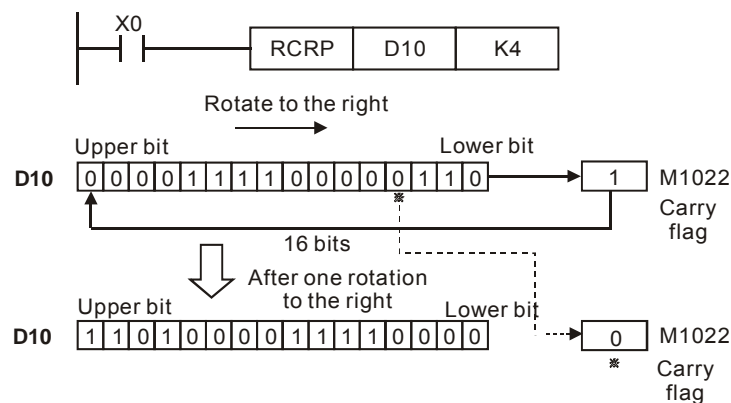 X0
RCRP D10 K4
Rotate to the right
Upper bit Lower bit
D10 0 0 0 0 1 1 1 1 0 0 0 0 0 1 1 0 1 M1022
※
Carry
flag
16 bits
After one rotation
to the right
Upper bit Lower bit
D10 1 1 0 1 0 0 0 0 1 1 1 1 0 0 0 0 0 M1022
※ Carry
flag